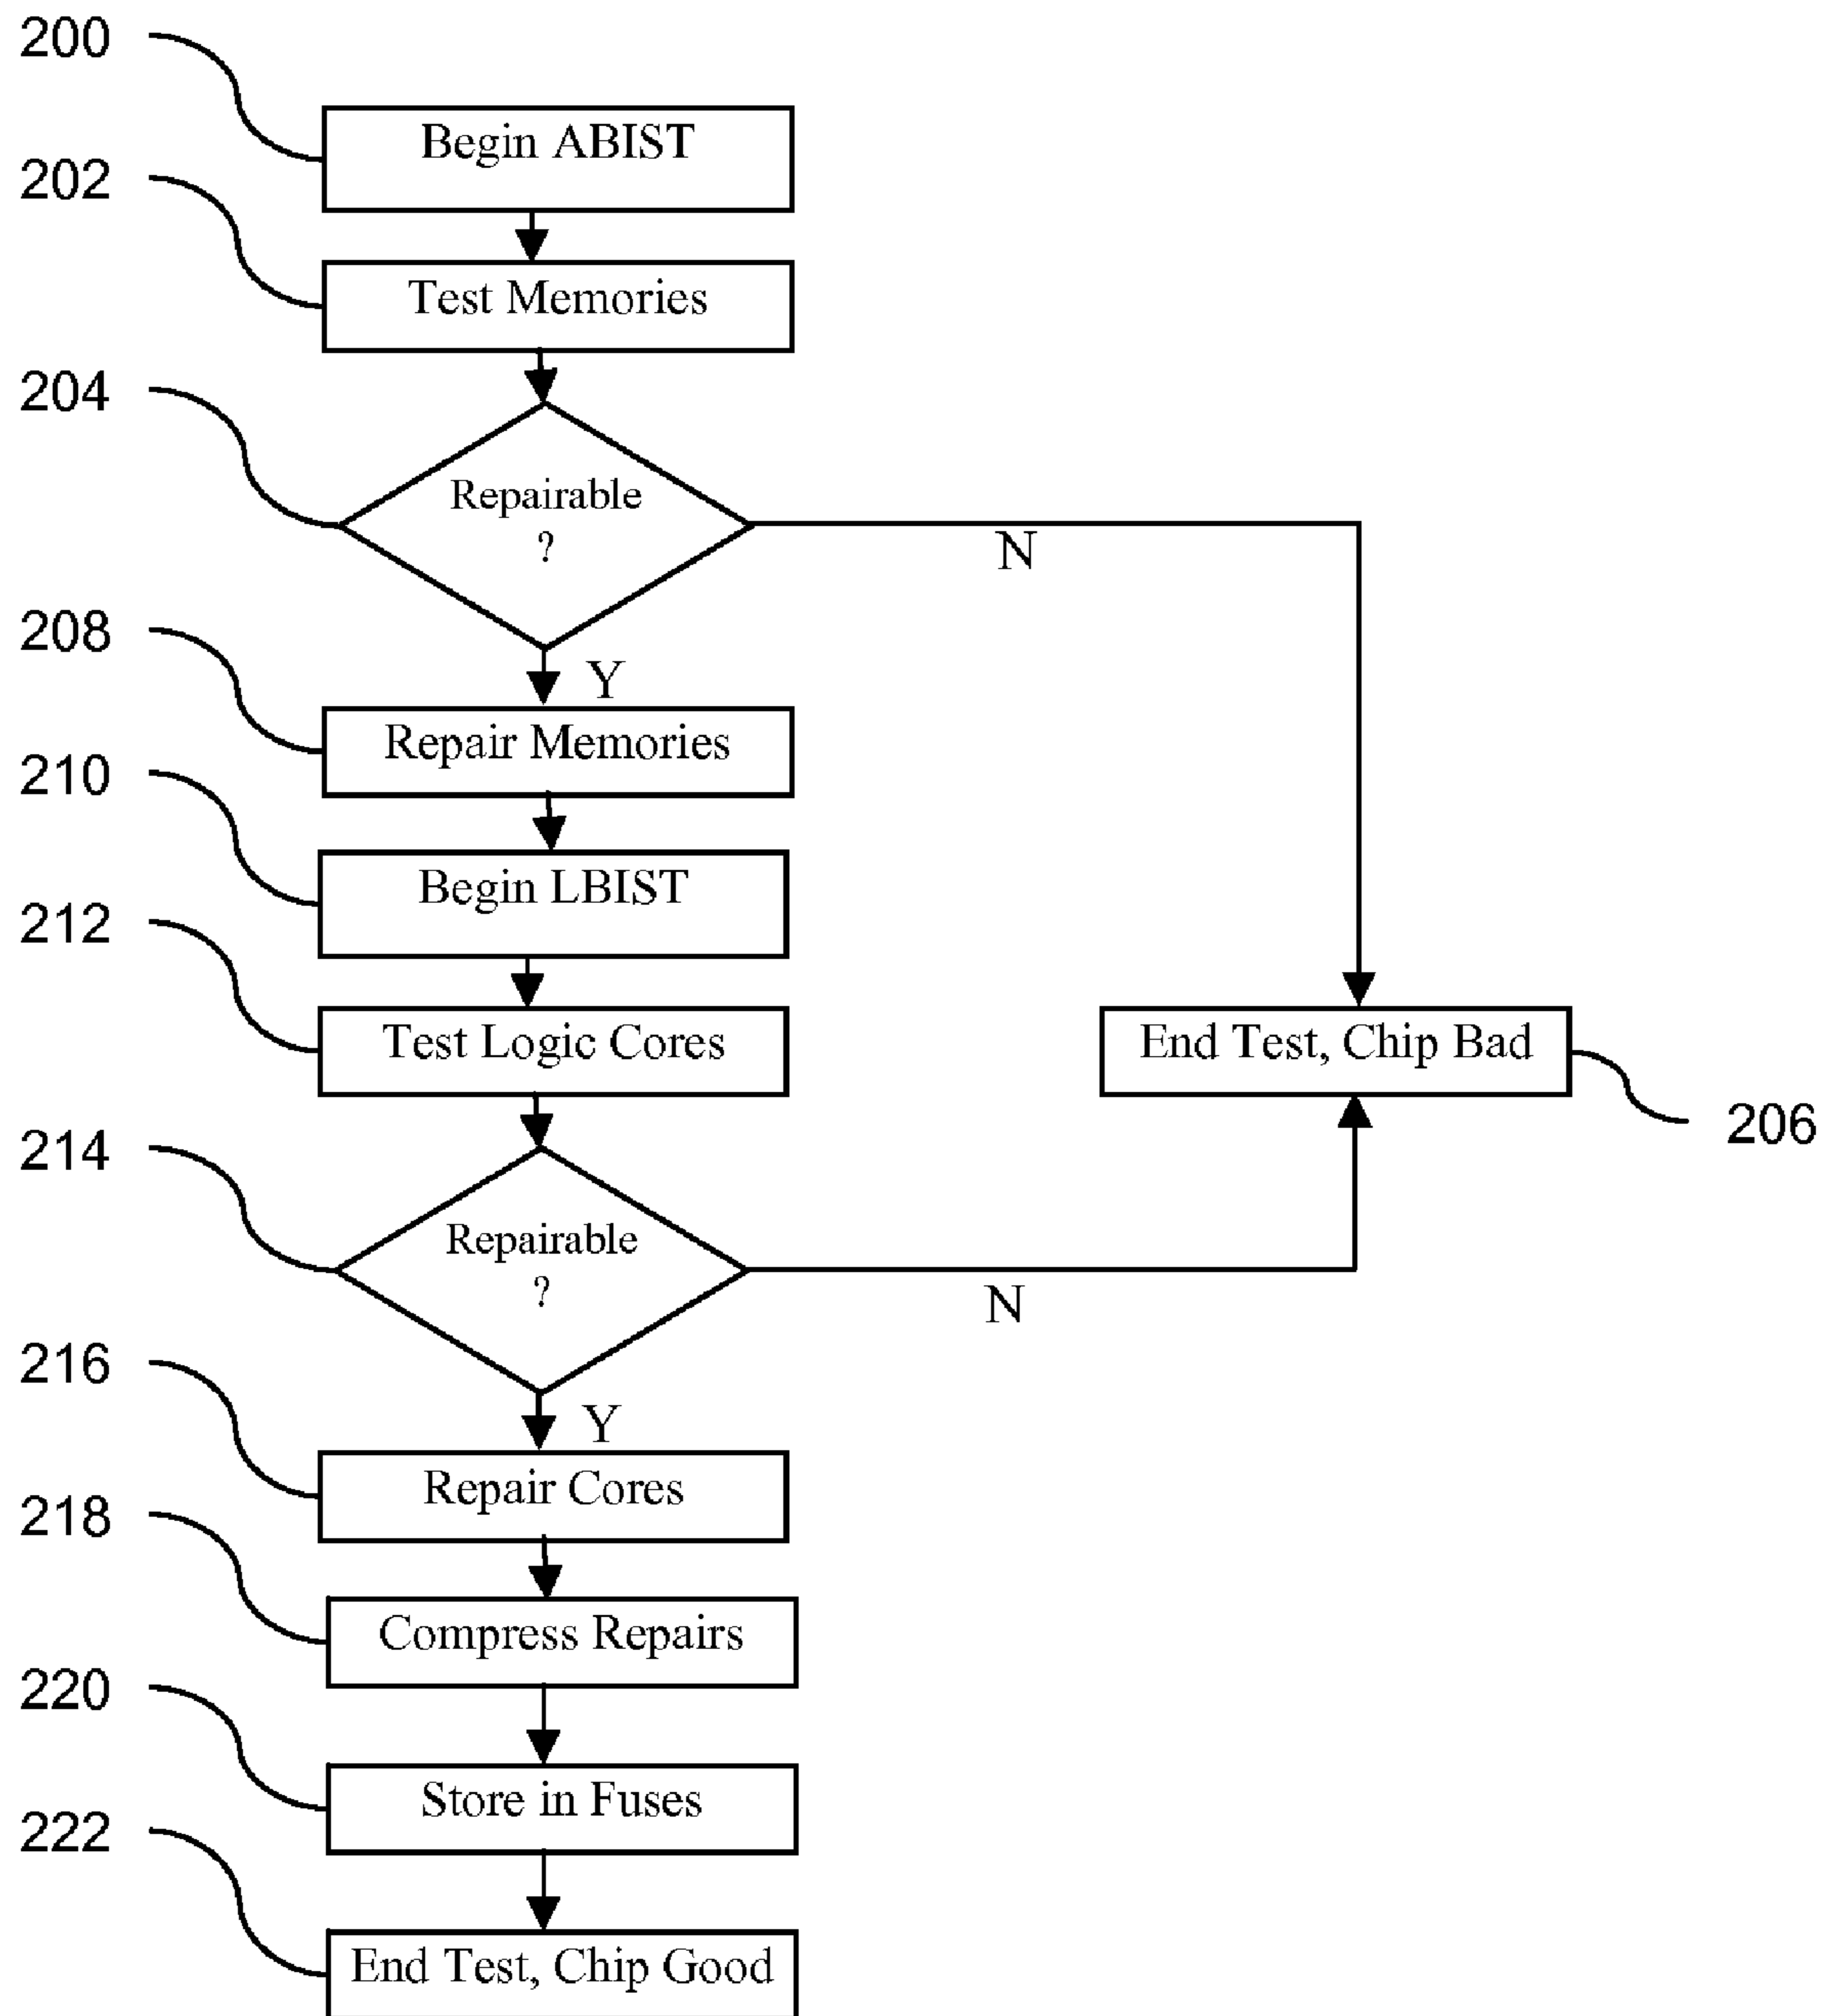 200
Begin ABIST
202
Test Memories
204
Repairable
?
N
208
Y
Repair Memories
210
Begin LBIST
212
Test Logic Cores
End Test, Chip Bad
206
214
Repairable
?
N
216
Y
Repair Cores
218
Compress Repairs
220
Store in Fuses
222
End Test, Chip Good